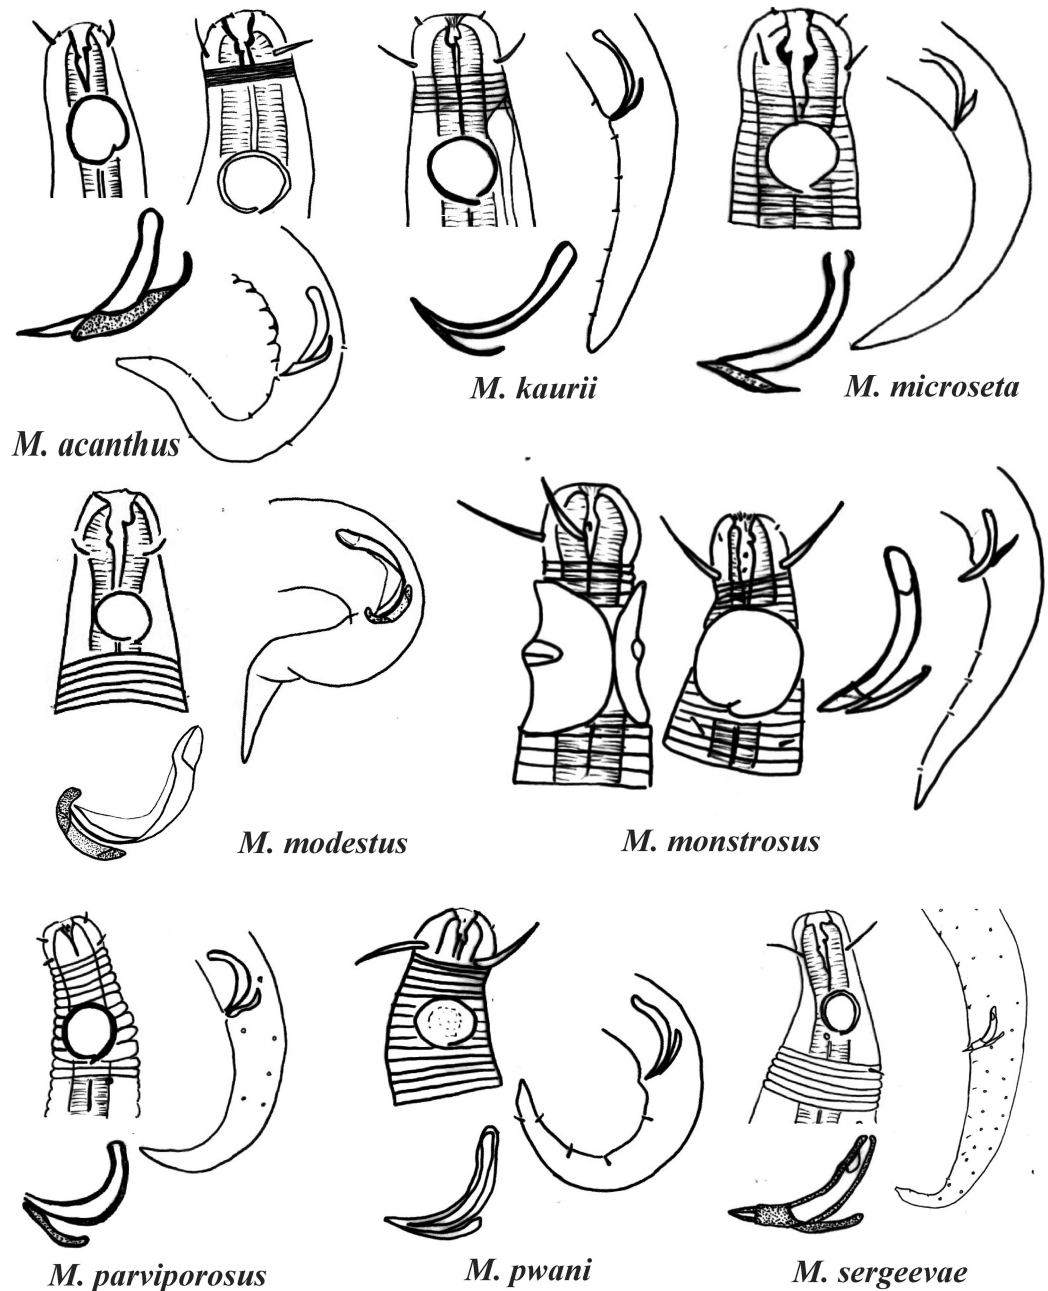 M. kaurii
M. microseta
M. acanthus
M. modestus
M. monstrosus
M. parviporosus
M. pwani
M. sergeevae